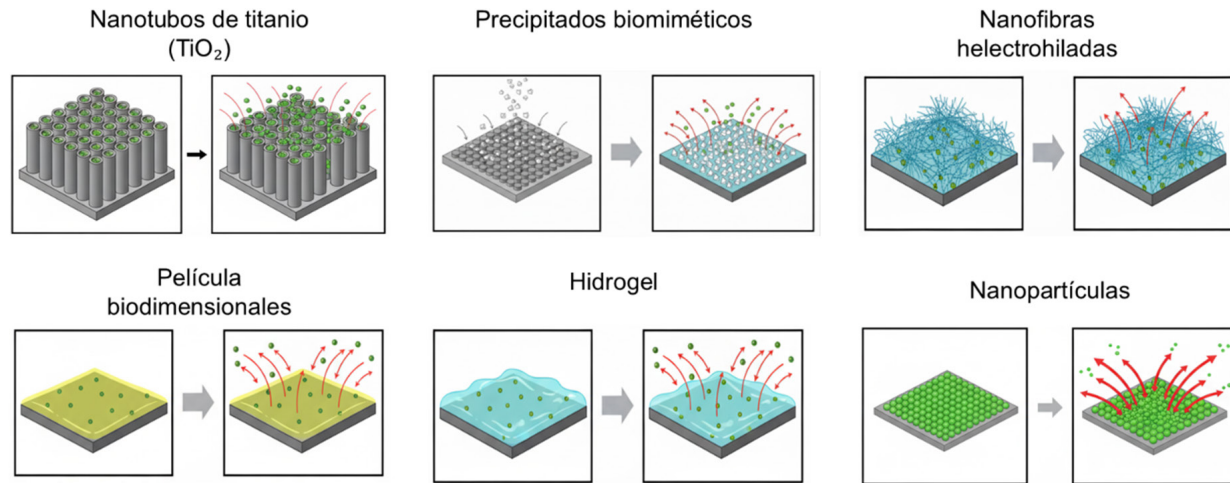 Nanotubos de titanio
(TiO₂)
Precipitados biomiméticos
Nanofibras
helectrohiladas
Película
biodimensionales
Hidrogel
Nanopartículas